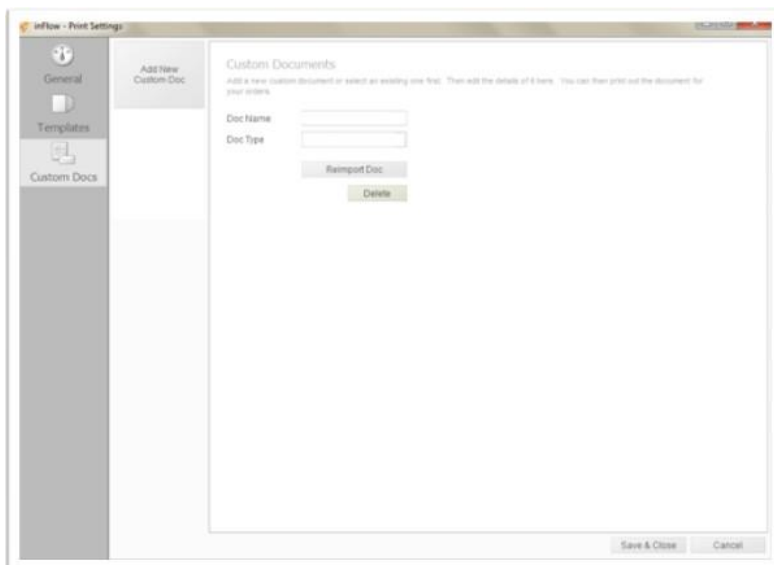 inFlow - Print Settings
General
Templates
Custom Docs
Add New
Custom Doc
Custom Documents
Add a new custom document or select an existing one first. Then edit the details of it here. You can then print out the document for
your orders.
Doc Name
Doc Type
Reimport Doc
Delete
Save & Close
Cancel